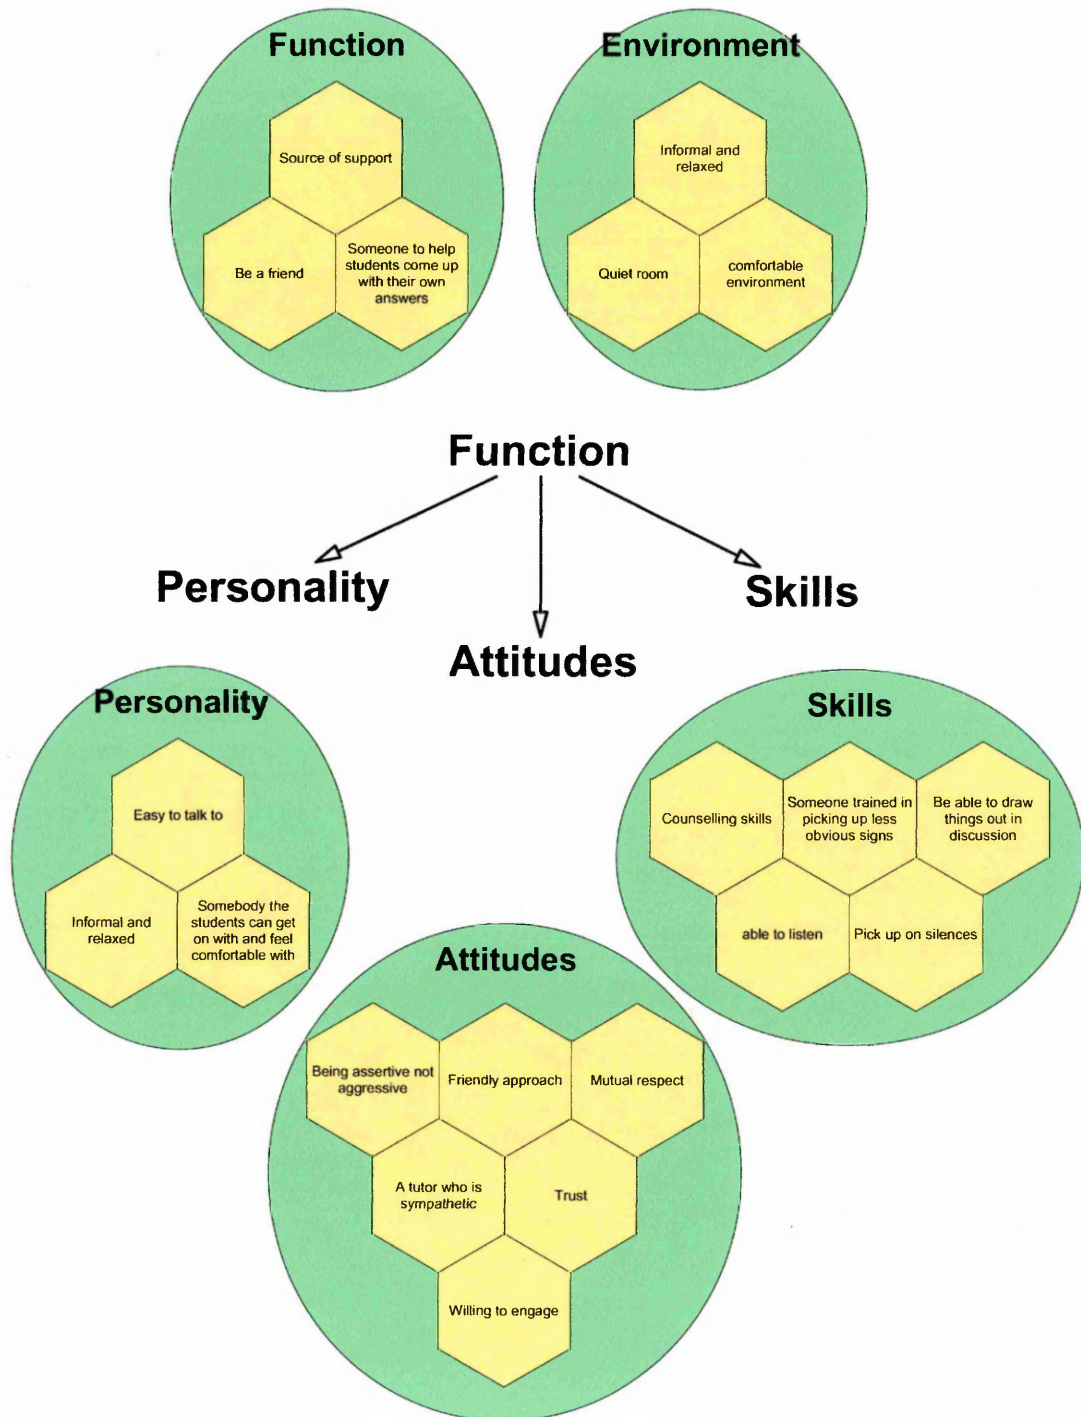 Function
Source of support
Be a friend
Someone to help
students come up
with their own
answers
Environment
Informal and
relaxed
Quiet room
comfortable
environment
Function
Personality
Attitudes
Skills
Personality
Easy to talk to
Informal and
relaxed
Somebody the
students can get
on with and feel
comfortable with
Skills
Counselling skills
Someone trained in
picking up less
obvious signs
Be able to draw
things out in
discussion
able to listen
Pick up on silences
Attitudes
Being assertive not
aggressive
Friendly approach
Mutual respect
A tutor who is
sympathetic
Trust
Willing to engage